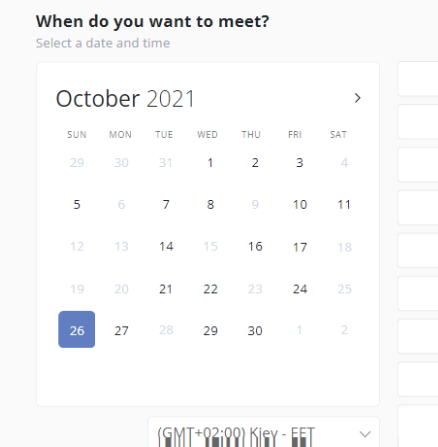 When do you want to meet?
Select a date and time
October 2021
SUN MON TUE WED THU FRI SAT
29 30 31 1 2 3 4
5 6 7 8 9 10 11
12 13 14 15 16 17 18
19 20 21 22 23 24 25
26 27 28 29 30 1 2
(GMT+02:00) Kiev - EET